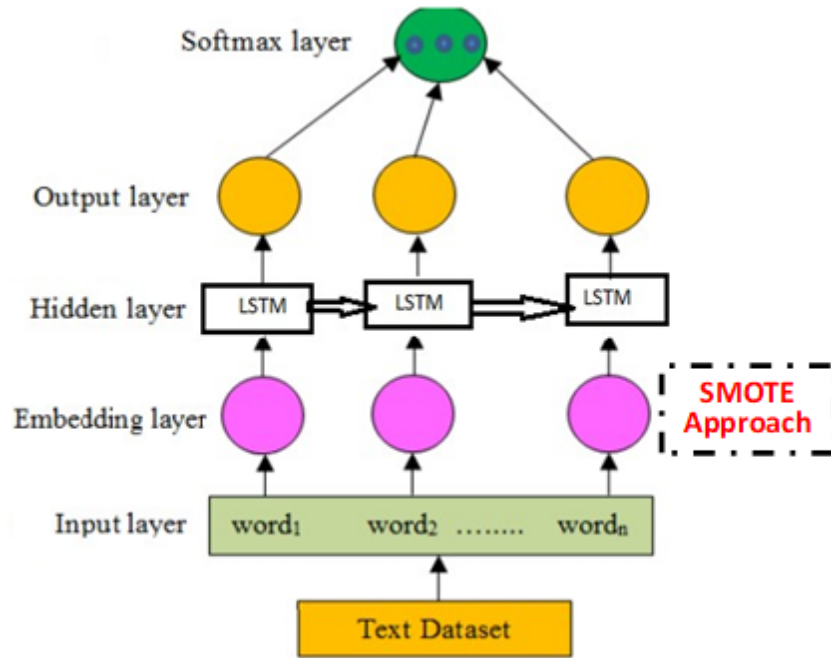 Softmax layer
Output layer
Hidden layer
LSTM
LSTM
LSTM
Embedding layer
SMOTE
Approach
Input layer
word₁ word₂ ........ wordₙ
Text Dataset